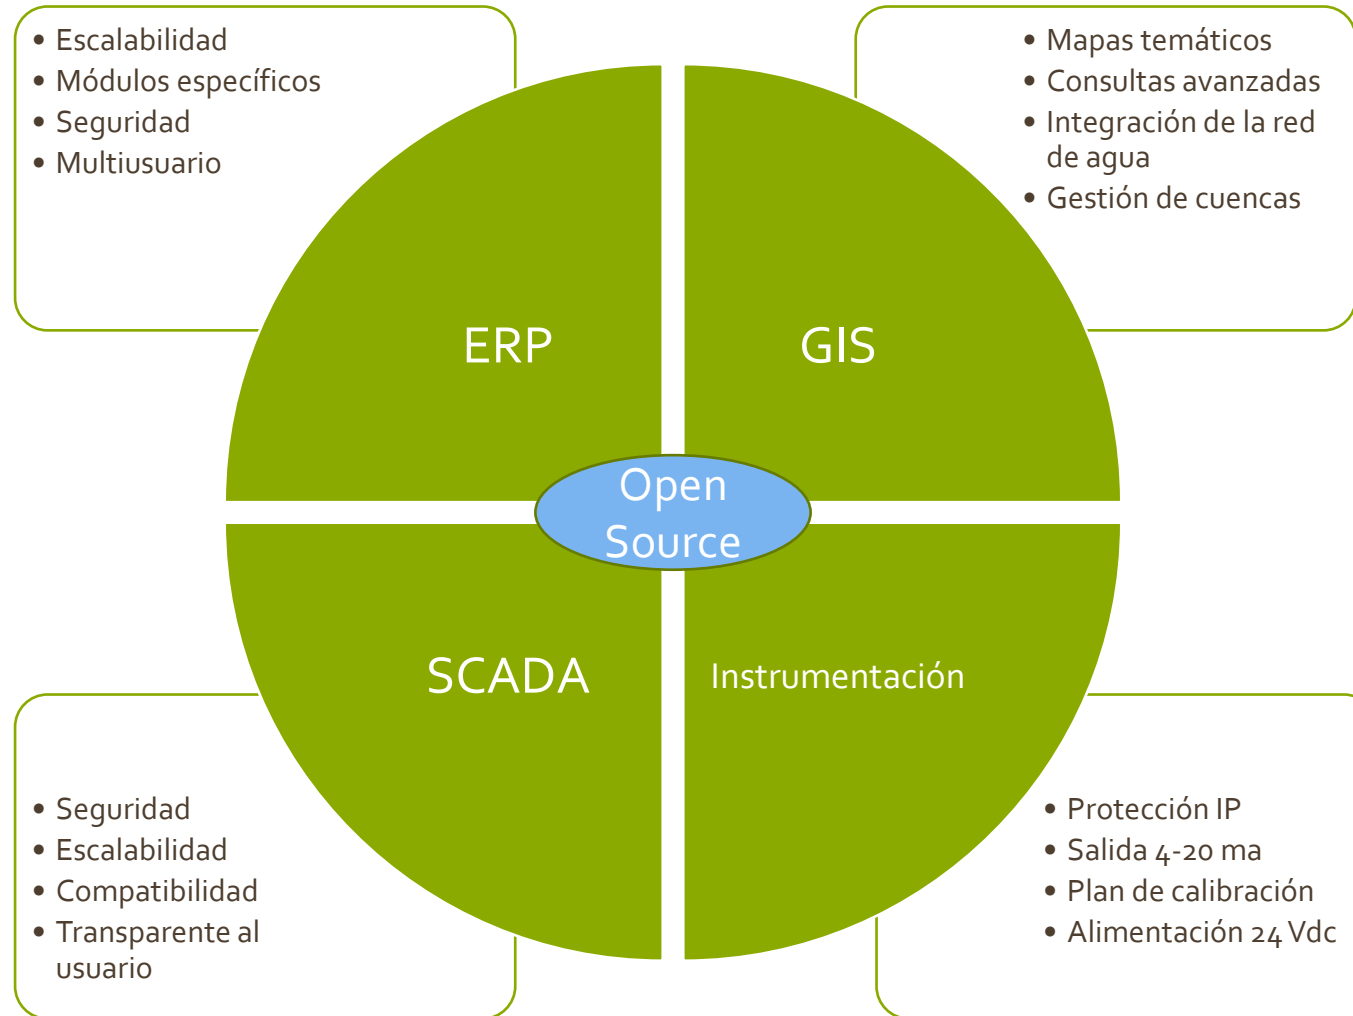 • Escalabilidad
• Módulos específicos
• Seguridad
• Multiusuario
• Mapas temáticos
• Consultas avanzadas
• Integración de la red
de agua
• Gestión de cuencas
ERP
GIS
Open
Source
SCADA
Instrumentación
• Seguridad
• Escalabilidad
• Compatibilidad
• Transparente al
usuario
• Protección IP
• Salida 4-20 ma
• Plan de calibración
• Alimentación 24 Vdc